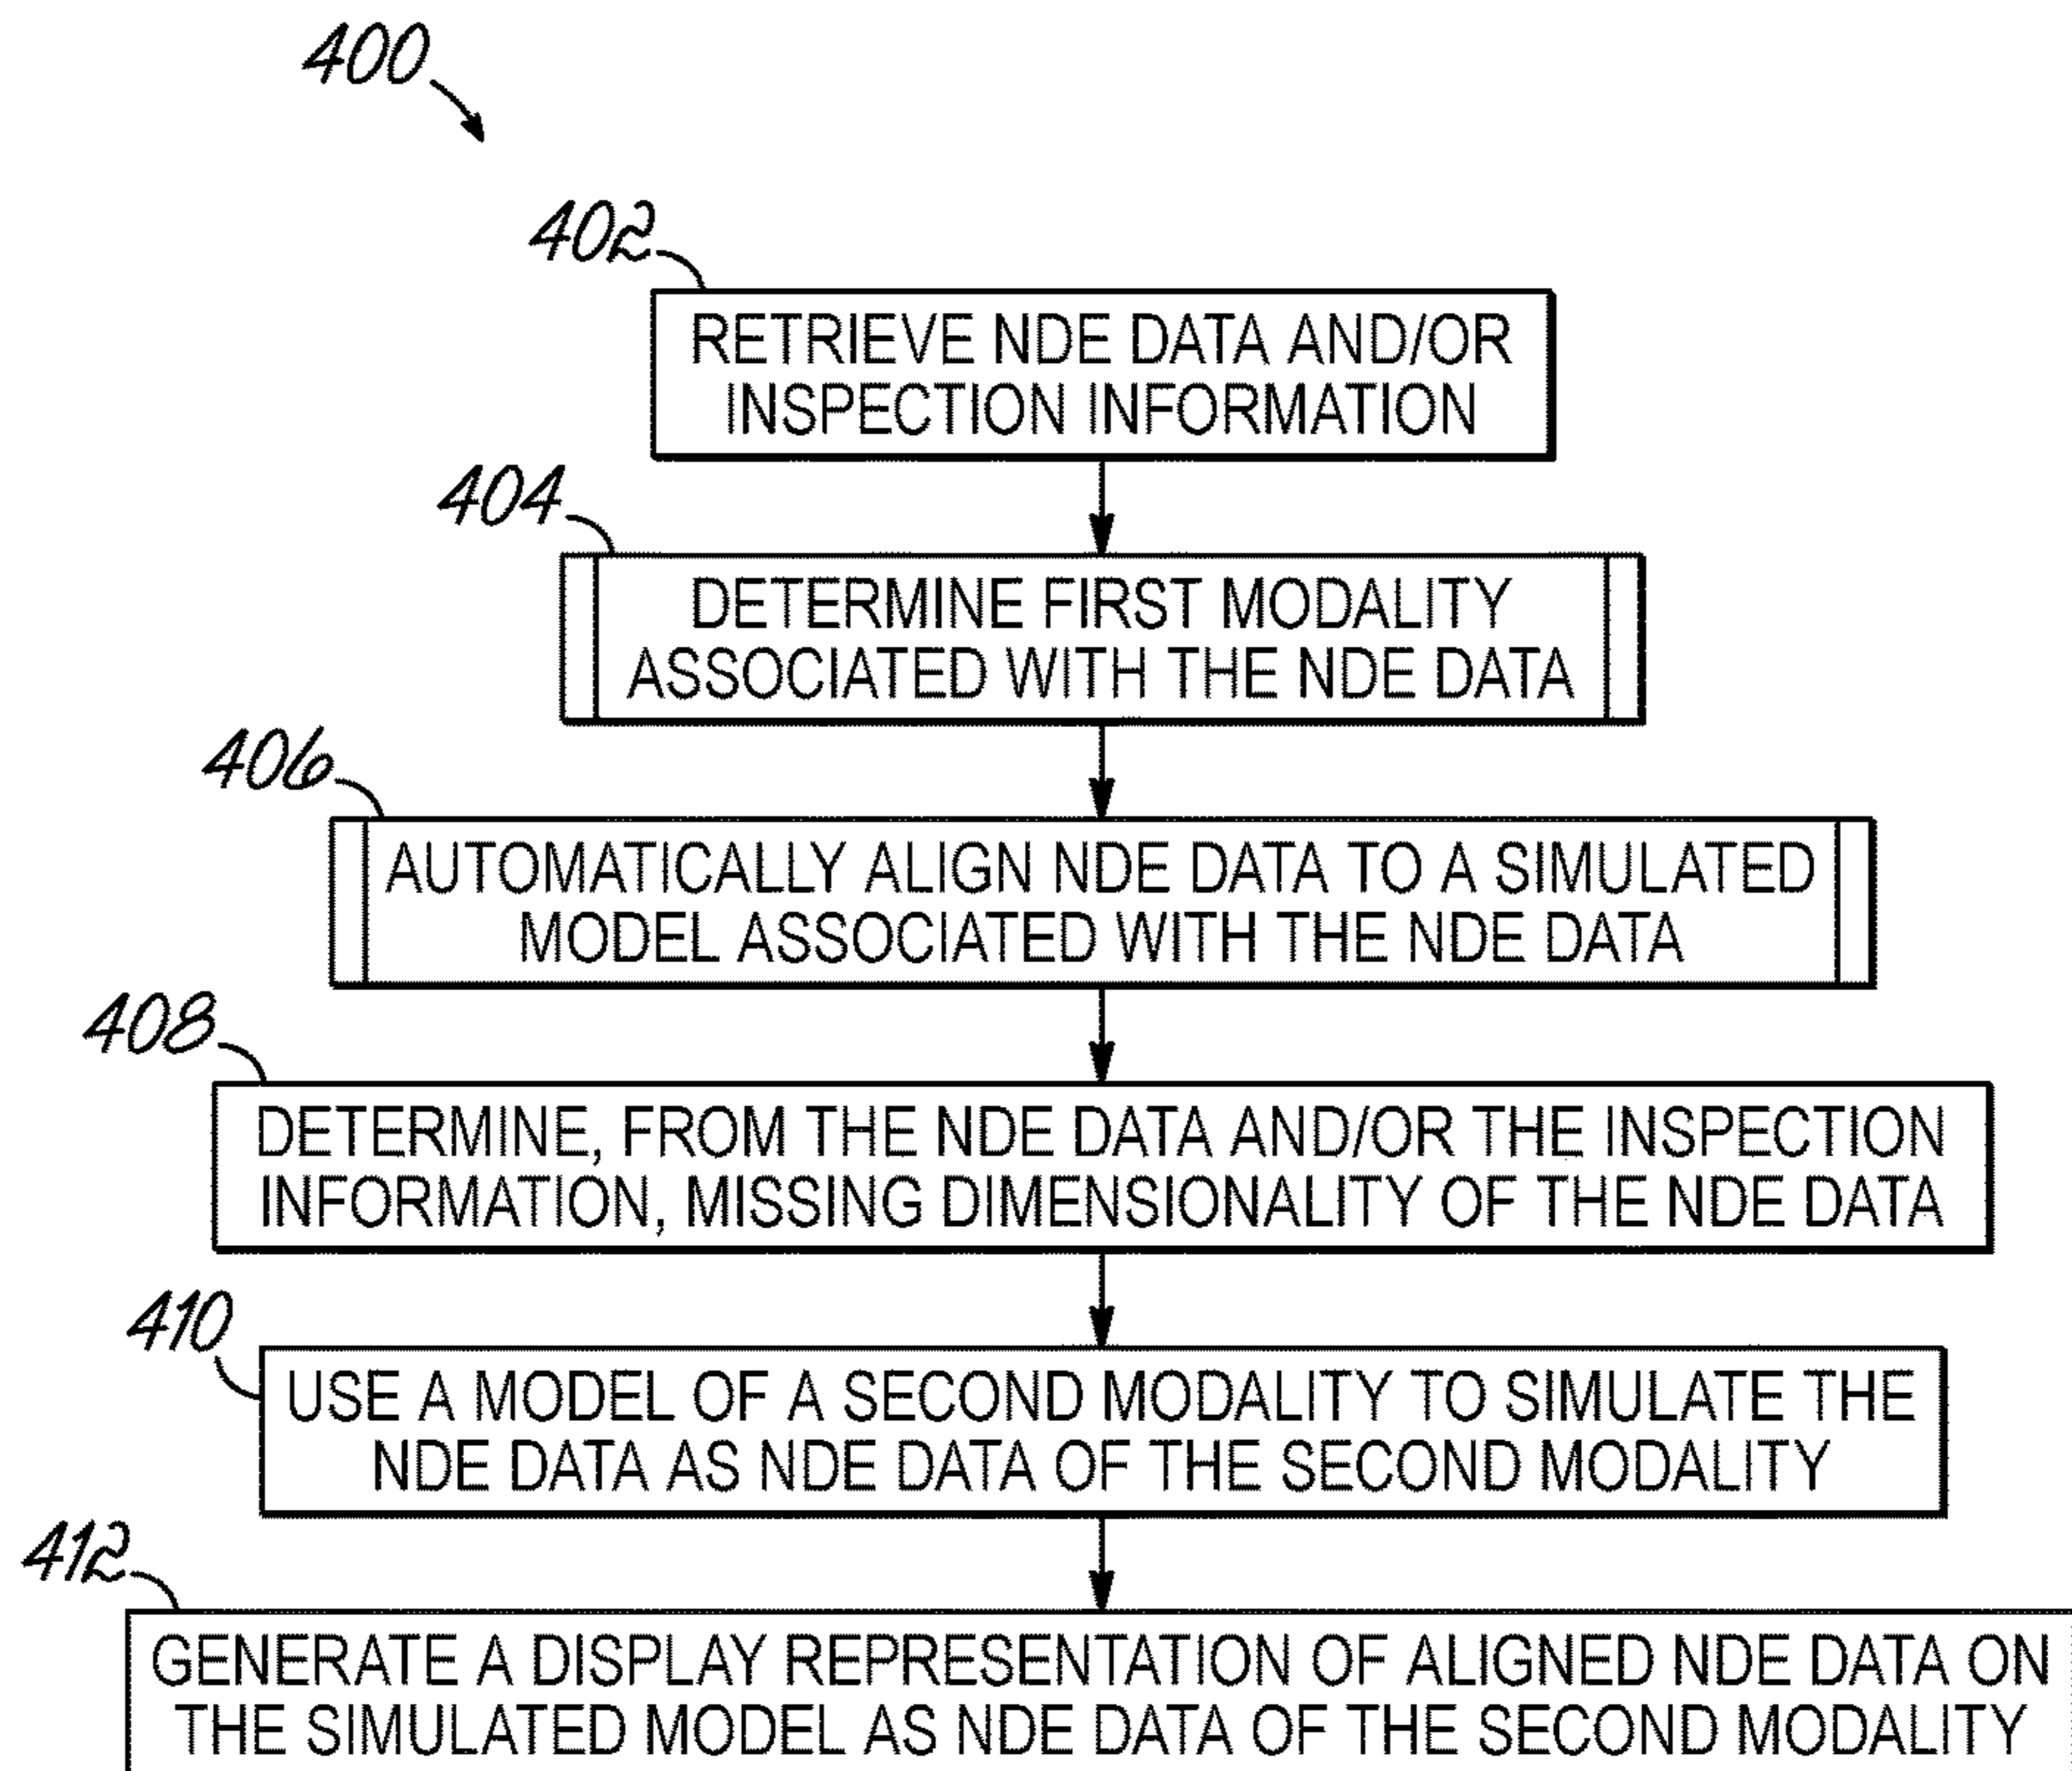 400
402
RETRIEVE NDE DATA AND/OR
INSPECTION INFORMATION
404
DETERMINE FIRST MODALITY
ASSOCIATED WITH THE NDE DATA
406
AUTOMATICALLY ALIGN NDE DATA TO A SIMULATED
MODEL ASSOCIATED WITH THE NDE DATA
408
DETERMINE, FROM THE NDE DATA AND/OR THE INSPECTION
INFORMATION, MISSING DIMENSIONALITY OF THE NDE DATA
410
USE A MODEL OF A SECOND MODALITY TO SIMULATE THE
NDE DATA AS NDE DATA OF THE SECOND MODALITY
412
GENERATE A DISPLAY REPRESENTATION OF ALIGNED NDE DATA ON
THE SIMULATED MODEL AS NDE DATA OF THE SECOND MODALITY